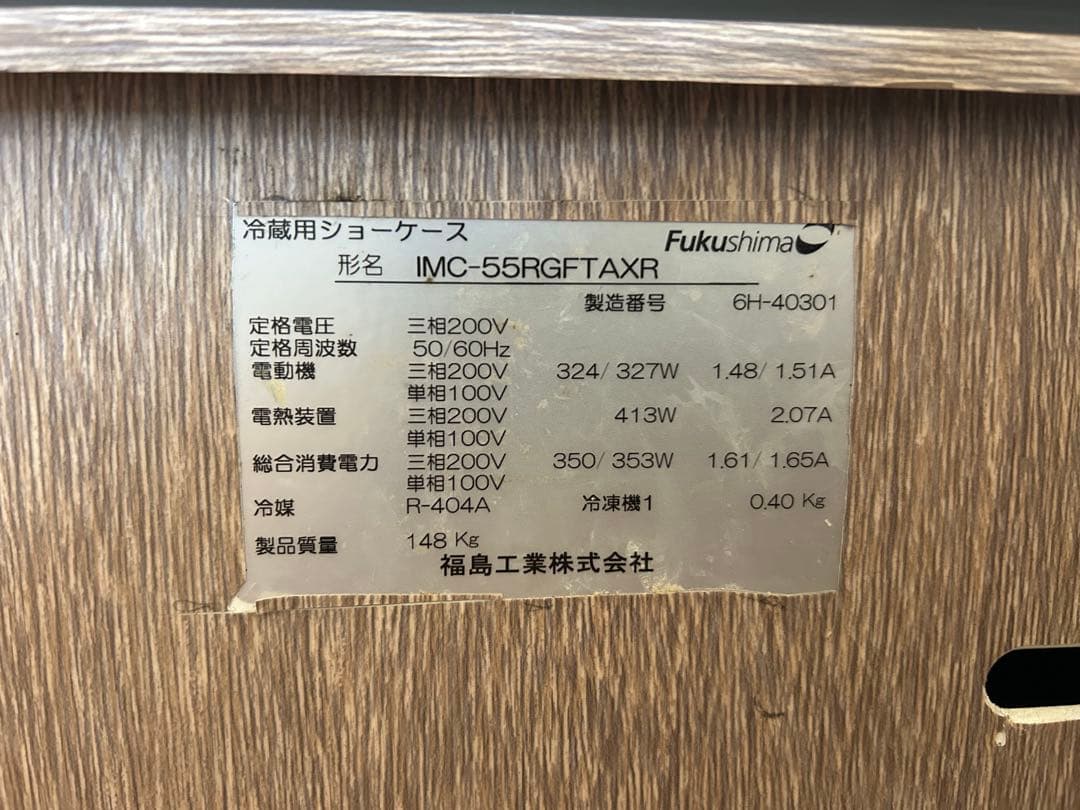 冷蔵用ショーケース Fukushima
形名 IMC-55RGFTAXR
製造番号 6H-40301
定格電圧 三相200V
定格周波数 50/60Hz
電動機 三相200V 324/ 327W 1.48/ 1.51A
単相100V
電熱装置 三相200V 413W 2.07A
単相100V
総合消費電力 三相200V 350/ 353W 1.61/ 1.65A
単相100V
冷媒 R-404A 冷凍機1 0.40 Kg
製品質量 148 Kg
福島工業株式会社